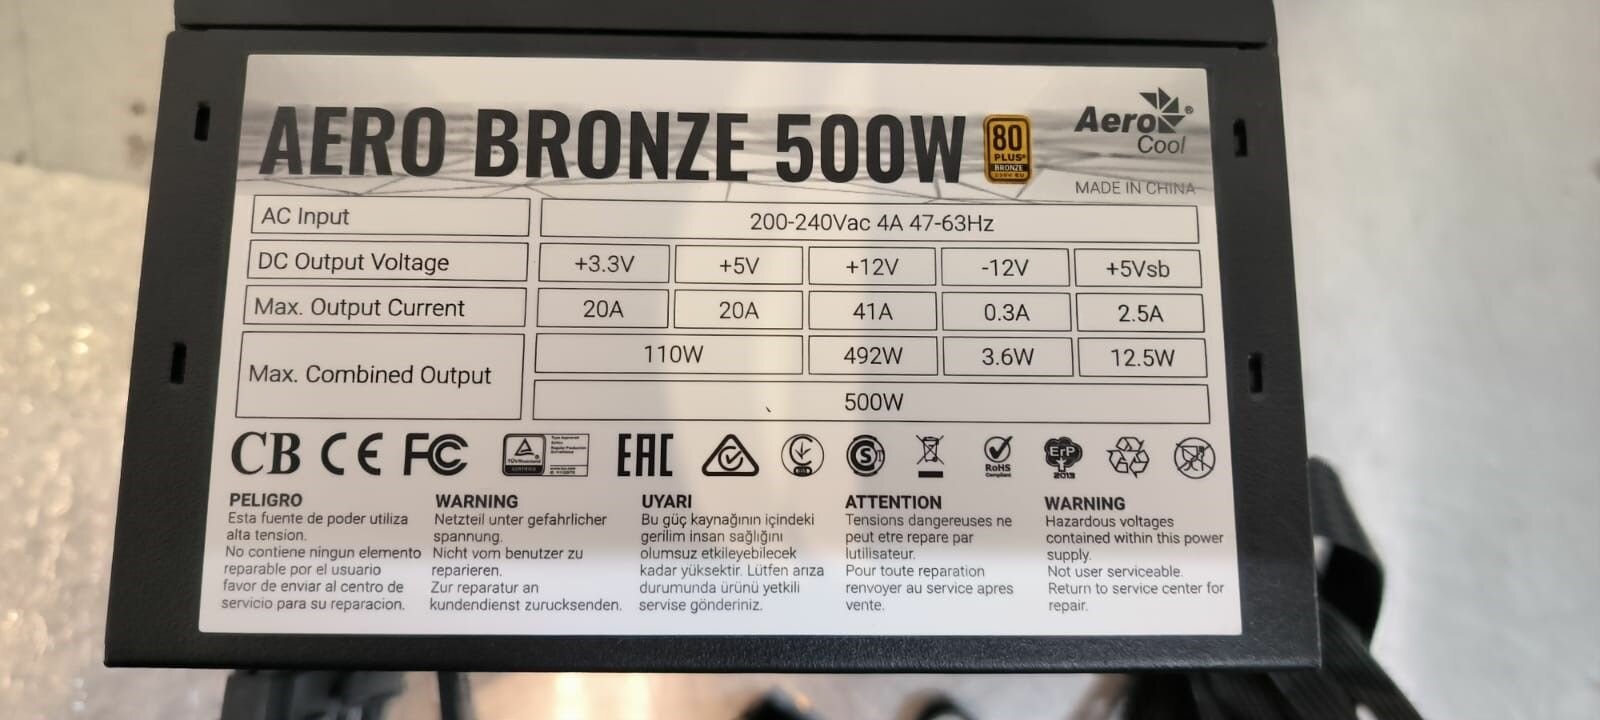 AERO BRONZE 500W
80
PLUS®
BRONZE
230V EU
Aero®
Cool
MADE IN CHINA
AC Input 200-240Vac 4A 47-63Hz
DC Output Voltage +3.3V +5V +12V -12V +5Vsb
Max. Output Current 20A 20A 41A 0.3A 2.5A
Max. Combined Output 110W 492W 3.6W 12.5W
500W
CB CE FC
TÜVRheinland
CERTIFIED
EAC
RoHS
Compliant
ErP
2013
PELIGRO
Esta fuente de poder utiliza
alta tension.
No contiene ningun elemento
reparable por el usuario
favor de enviar al centro de
servicio para su reparacion.
WARNING
Netzteil unter gefahrlicher
spannung.
Nicht vom benutzer zu
reparieren.
Zur reparatur an
kundendienst zurucksenden.
UYARI
Bu güç kaynağının içindeki
gerilim insan sağlığını
olumsuz etkileyebilecek
kadar yüksektir. Lütfen arıza
durumunda ürünü yetkili
servise gönderiniz.
ATTENTION
Tensions dangereuses ne
peut etre repare par
lutilisateur.
Pour toute reparation
renvoyer au service apres
vente.
WARNING
Hazardous voltages
contained within this power
supply.
Not user serviceable.
Return to service center for
repair.